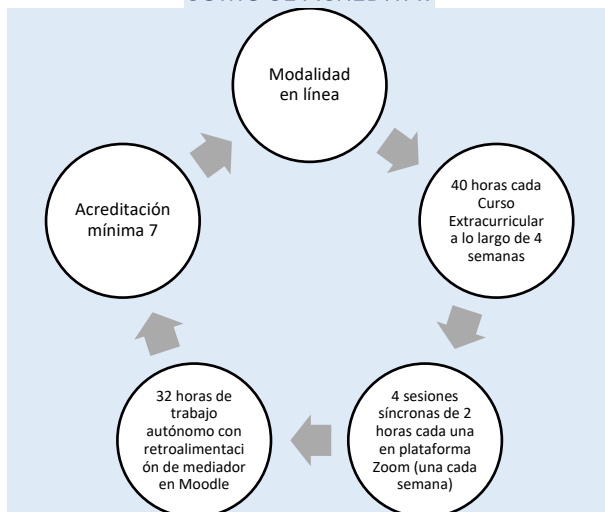 Modalidad
en línea
40 horas cada
Curso
Extracurricular
a lo largo de 4
semanas
4 sesiones
síncronas de 2
horas cada una
en plataforma
Zoom (una cada
semana)
32 horas de
trabajo
autónomo con
retroalimentaci
ón de mediador
en Moodle
Acreditación
mínima 7